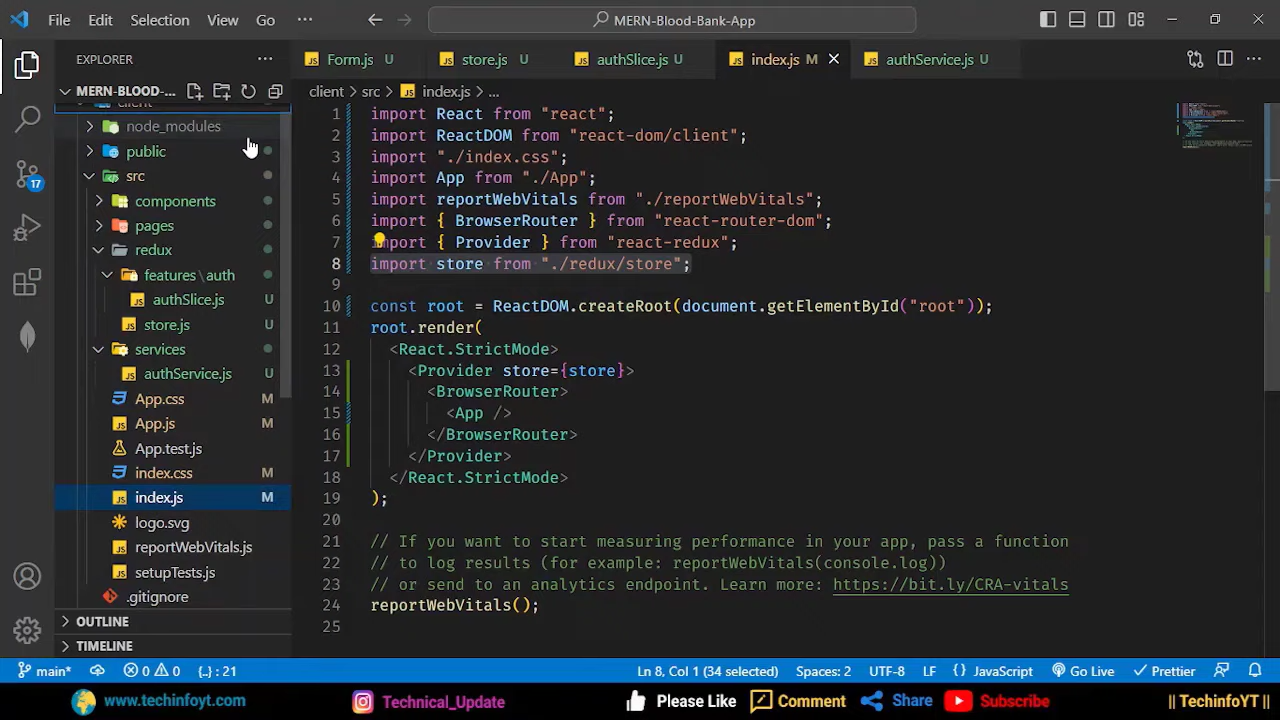 File Edit Selection View Go ··· MERN-Blood-Bank-App
EXPLORER ···
Form.js U store.js U authSlice.js U index.js M authService.js U ···
MERN-BLOOD-...
client > src > index.js > ...
client
node_modules
public
src
components
pages
redux
features\auth
authSlice.js U
store.js U
services
authService.js U
App.css M
App.js M
App.test.js
index.css M
index.js M
logo.svg
reportWebVitals.js
setupTests.js
.gitignore
OUTLINE
TIMELINE
17
1 import React from "react";
2 import ReactDOM from "react-dom/client";
3 import "./index.css";
4 import App from "./App";
5 import reportWebVitals from "./reportWebVitals";
6 import { BrowserRouter } from "react-router-dom";
7 import { Provider } from "react-redux";
8 import store from "./redux/store";
9
10 const root = ReactDOM.createRoot(document.getElementById("root"));
11 root.render(
12 <React.StrictMode>
13 <Provider store={store}>
14 <BrowserRouter>
15 <App />
16 </BrowserRouter>
17 </Provider>
18 </React.StrictMode>
19 );
20
21 // If you want to start measuring performance in your app, pass a function
22 // to log results (for example: reportWebVitals(console.log))
23 // or send to an analytics endpoint. Learn more: https://bit.ly/CRA-vitals
24 reportWebVitals();
25
main* 0 0 {..} : 21 Ln 8, Col 1 (34 selected) Spaces: 2 UTF-8 LF {} JavaScript Go Live Prettier
www.techinfoyt.com Technical_Update Please Like Comment Share Subscribe || TechinfoYT ||